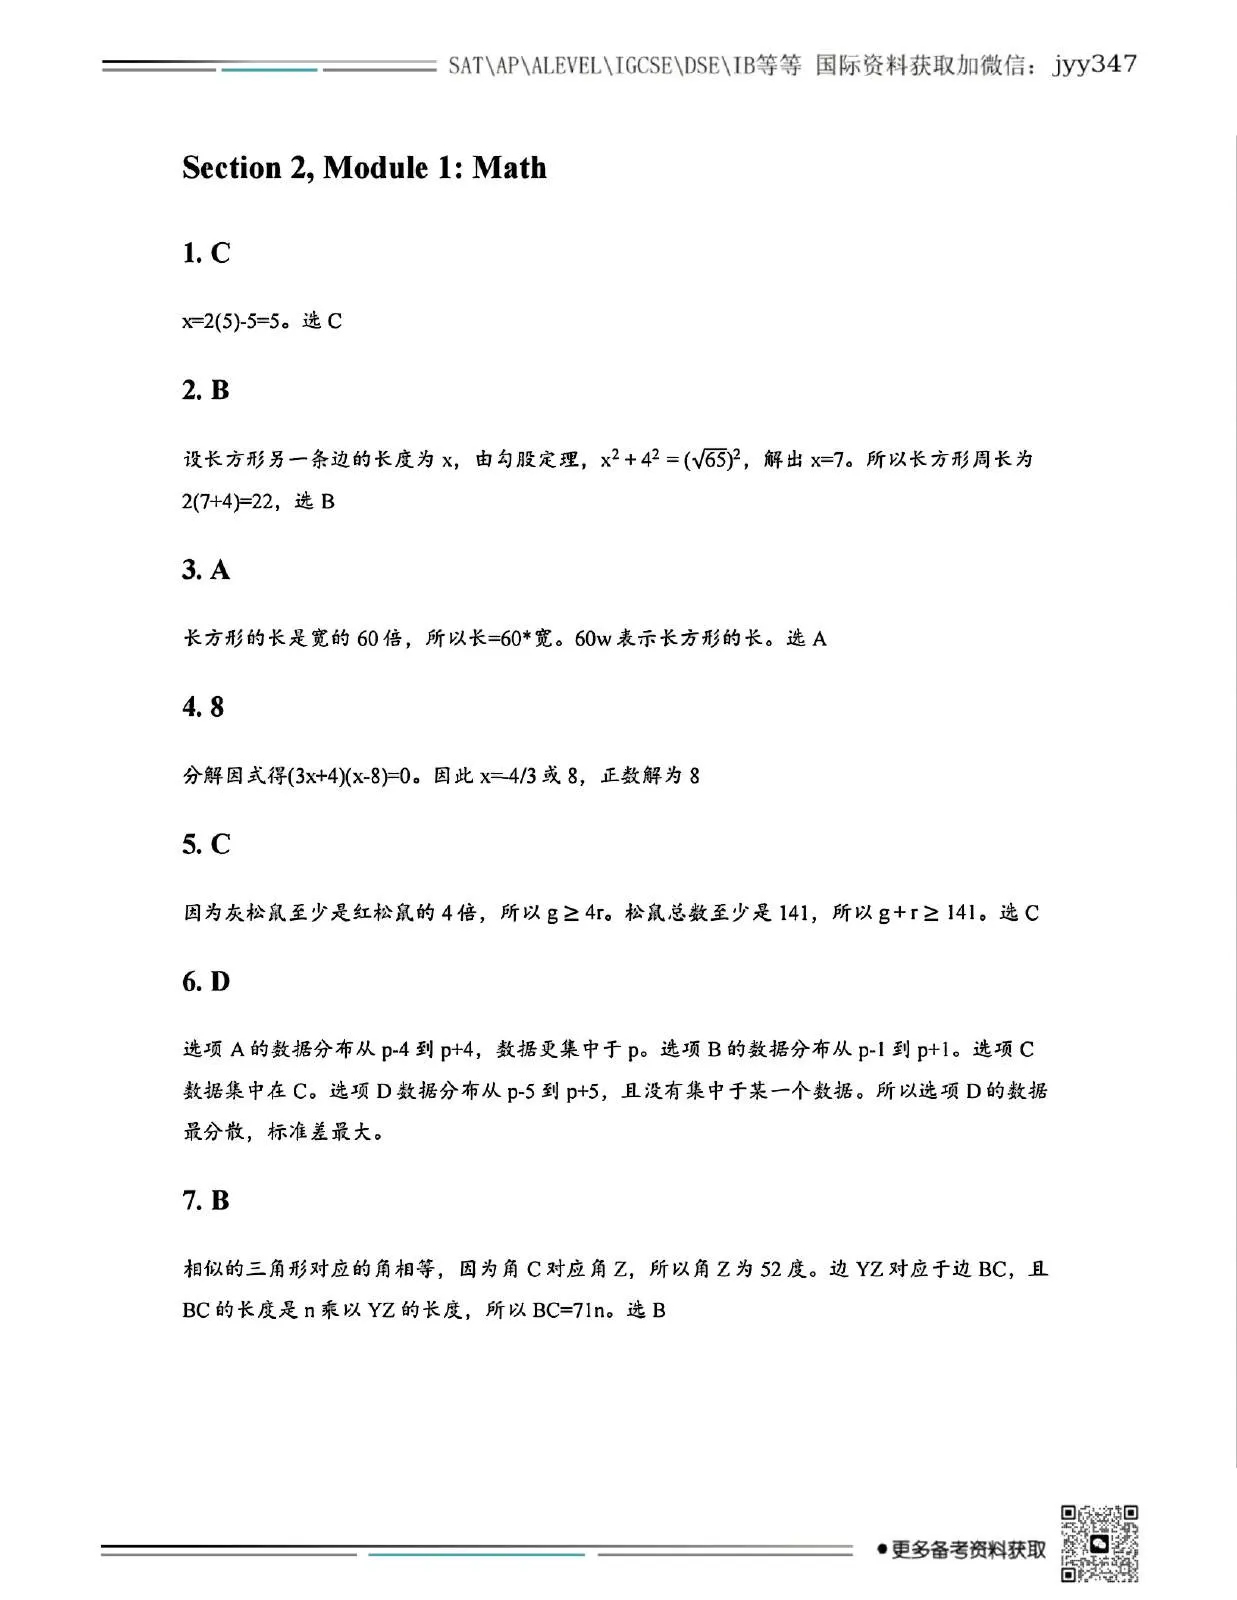 SAT\AP\ALEVEL\IGCSE\DSE\IB等等 国际资料获取加微信：jyy347
Section 2, Module 1: Math
1. C
x=2(5)-5=5。选 C
2. B
设长方形另一条边的长度为 x，由勾股定理，x² + 4² = (√65)²，解出 x=7。所以长方形周长为
2(7+4)=22，选 B
3. A
长方形的长是宽的 60 倍，所以长=60*宽。60w 表示长方形的长。选 A
4. 8
分解因式得(3x+4)(x-8)=0。因此 x=-4/3 或 8，正数解为 8
5. C
因为灰松鼠至少是红松鼠的 4 倍，所以 g ≥ 4r。松鼠总数至少是 141，所以 g + r ≥ 141。选 C
6. D
选项 A 的数据分布从 p-4 到 p+4，数据更集中于 p。选项 B 的数据分布从 p-1 到 p+1。选项 C
数据集中在 C。选项 D 数据分布从 p-5 到 p+5，且没有集中于某一个数据。所以选项 D 的数据
最分散，标准差最大。
7. B
相似的三角形对应的角相等，因为角 C 对应角 Z，所以角 Z 为 52 度。边 YZ 对应于边 BC，且
BC 的长度是 n 乘以 YZ 的长度，所以 BC=71n。选 B
●更多备考资料获取